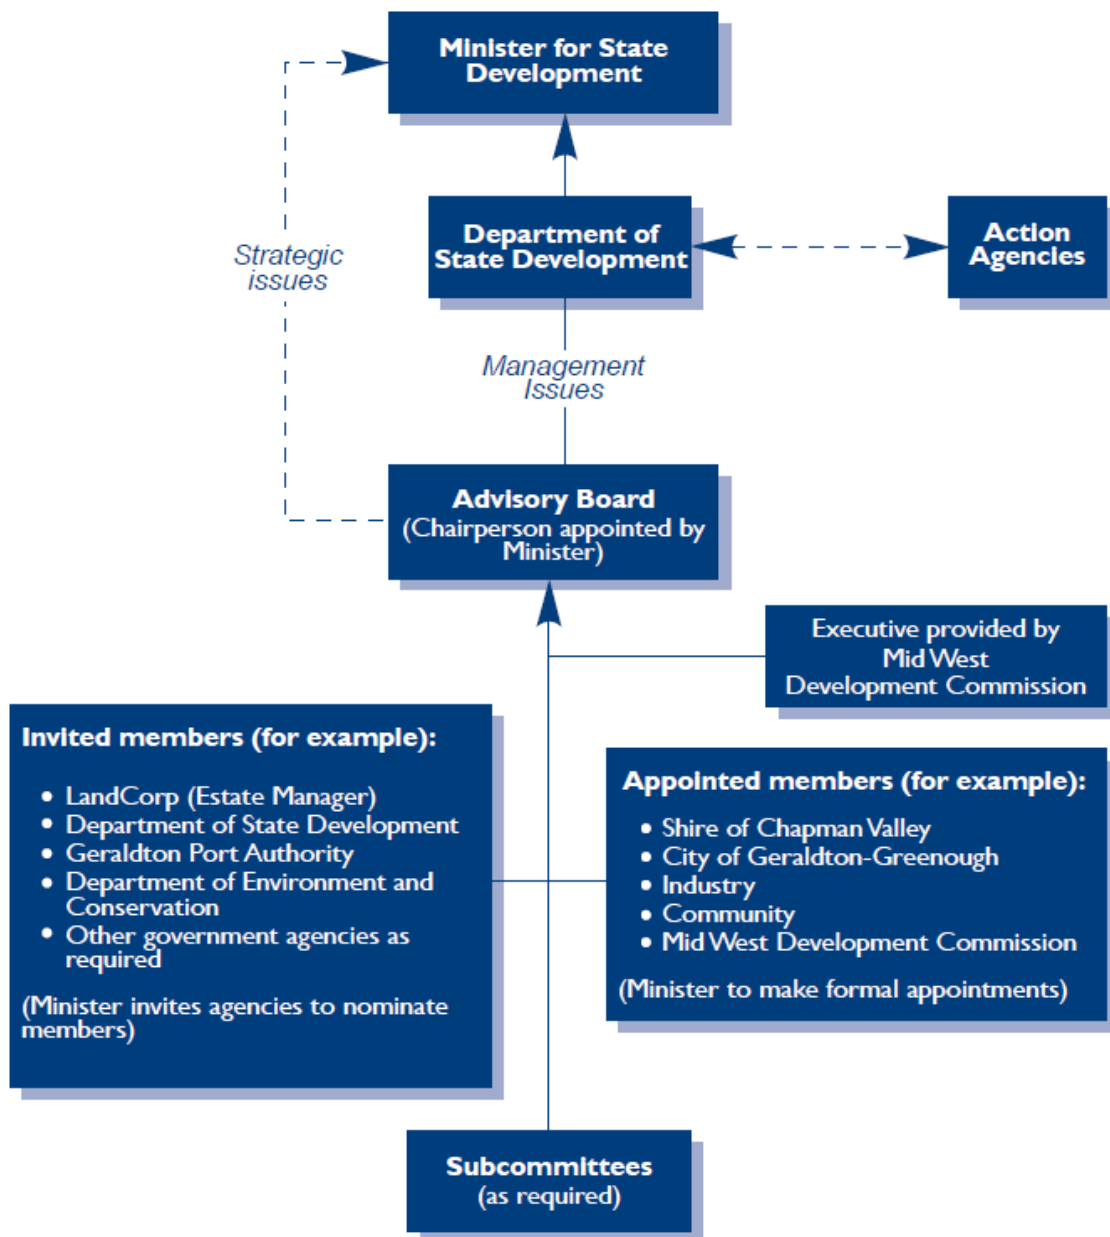 Minister for State
Development
Department of
State Development
Action
Agencies
Strategic
issues
Management
Issues
Advisory Board
(Chairperson appointed by
Minister)
Executive provided by
Mid West
Development Commission
Invited members (for example):
• LandCorp (Estate Manager)
• Department of State Development
• Geraldton Port Authority
• Department of Environment and
Conservation
• Other government agencies as
required
(Minister invites agencies to nominate
members)
Appointed members (for example):
• Shire of Chapman Valley
• City of Geraldton-Greenough
• Industry
• Community
• Mid West Development Commission
(Minister to make formal appointments)
Subcommittees
(as required)